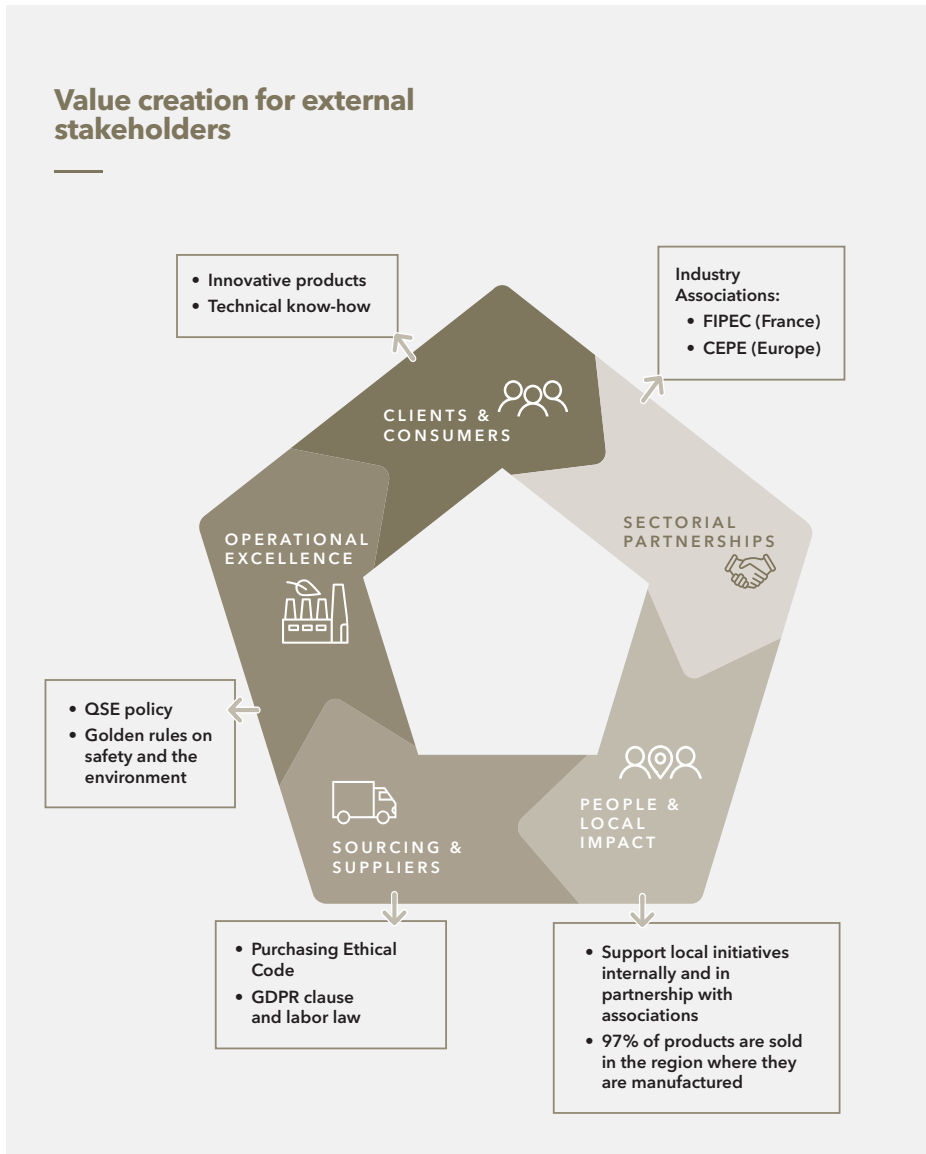 Value creation for external
stakeholders
• Innovative products
• Technical know-how
Industry
Associations:
• FIPEC (France)
• CEPE (Europe)
CLIENTS &
CONSUMERS
SECTORIAL
PARTNERSHIPS
OPERATIONAL
EXCELLENCE
• QSE policy
• Golden rules on
safety and the
environment
PEOPLE &
LOCAL
IMPACT
SOURCING &
SUPPLIERS
• Purchasing Ethical
Code
• GDPR clause
and labor law
• Support local initiatives
internally and in
partnership with
associations
• 97% of products are sold
in the region where they
are manufactured